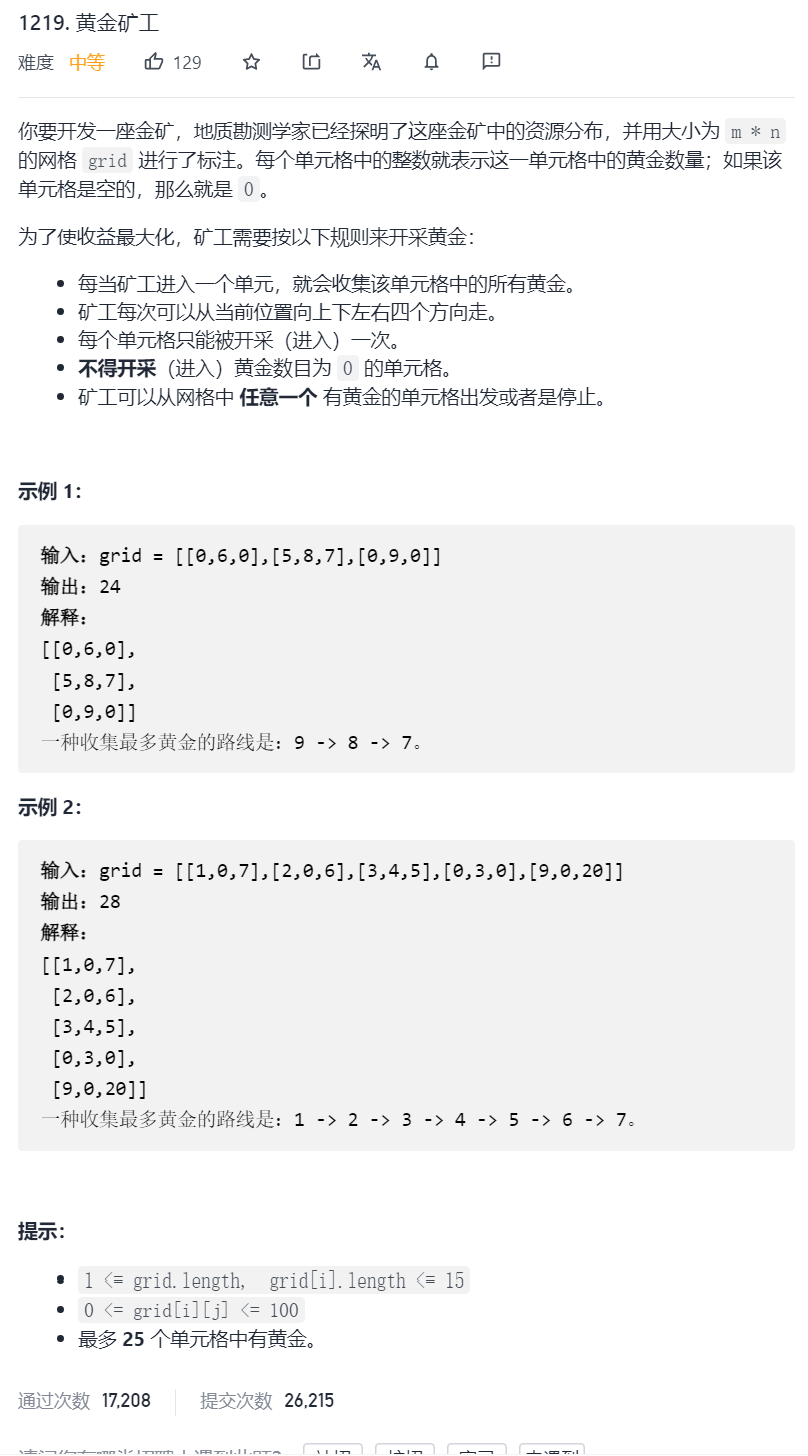 1219. 黄金矿工
难度 中等 129
你要开发一座金矿，地质勘测学家已经探明了这座金矿中的资源分布，并用大小为 m * n
的网格 grid 进行了标注。每个单元格中的整数就表示这一单元格中的黄金数量；如果该
单元格是空的，那么就是 0。
为了使收益最大化，矿工需要按以下规则来开采黄金：
• 每当矿工进入一个单元，就会收集该单元格中的所有黄金。
• 矿工每次可以从当前位置向上下左右四个方向走。
• 每个单元格只能被开采（进入）一次。
• 不得开采（进入）黄金数目为 0 的单元格。
• 矿工可以从网格中 任意一个 有黄金的单元格出发或者是停止。
示例 1：
输入：grid = [[0,6,0],[5,8,7],[0,9,0]]
输出：24
解释：
[[0,6,0],
[5,8,7],
[0,9,0]]
一种收集最多黄金的路线是：9 -> 8 -> 7。
示例 2：
输入：grid = [[1,0,7],[2,0,6],[3,4,5],[0,3,0],[9,0,20]]
输出：28
解释：
[[1,0,7],
[2,0,6],
[3,4,5],
[0,3,0],
[9,0,20]]
一种收集最多黄金的路线是：1 -> 2 -> 3 -> 4 -> 5 -> 6 -> 7。
提示：
• 1 <= grid.length, grid[i].length <= 15
• 0 <= grid[i][j] <= 100
• 最多 25 个单元格中有黄金。
通过次数 17,208 提交次数 26,215